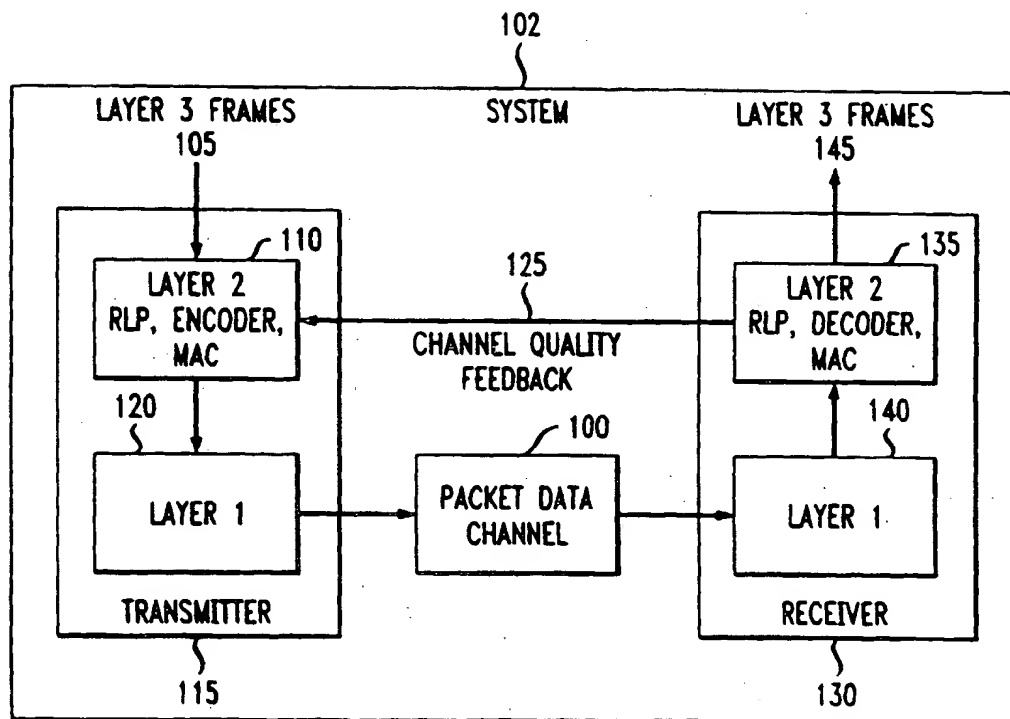 102
LAYER 3 FRAMES
105
SYSTEM
LAYER 3 FRAMES
145
110
LAYER 2
RLP, ENCODER,
MAC
125
CHANNEL QUALITY
FEEDBACK
135
LAYER 2
RLP, DECODER,
MAC
120
LAYER 1
100
PACKET DATA
CHANNEL
140
LAYER 1
TRANSMITTER
RECEIVER
115
130